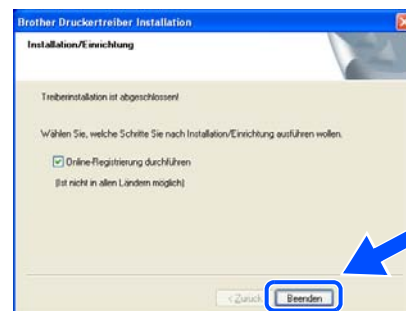 Brother Druckertreiber Installation
Installation/Einrichtung
Treiberinstallation ist abgeschlossen!
Wählen Sie, welche Schritte Sie nach Installation/Einrichtung ausführen wollen.
Online-Registrierung durchführen
(Ist nicht in allen Ländern möglich)
< Zurück
Beenden